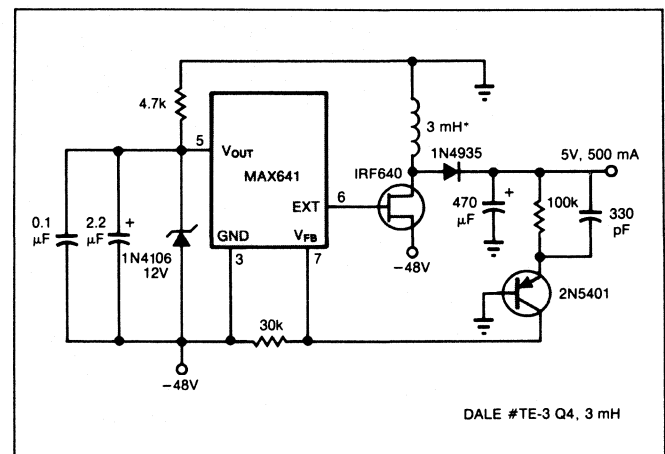 4.7k
5
VOUT
MAX641
3 mH*
1N4935
5V, 500 mA
IRF640
6
EXT
0.1
μF
2.2
μF
+
1N4106
12V
GND
VFB
3
7
−48V
470
μF
+
100k
330
pF
30k
2N5401
−48V
DALE #TE-3 Q4, 3 mH